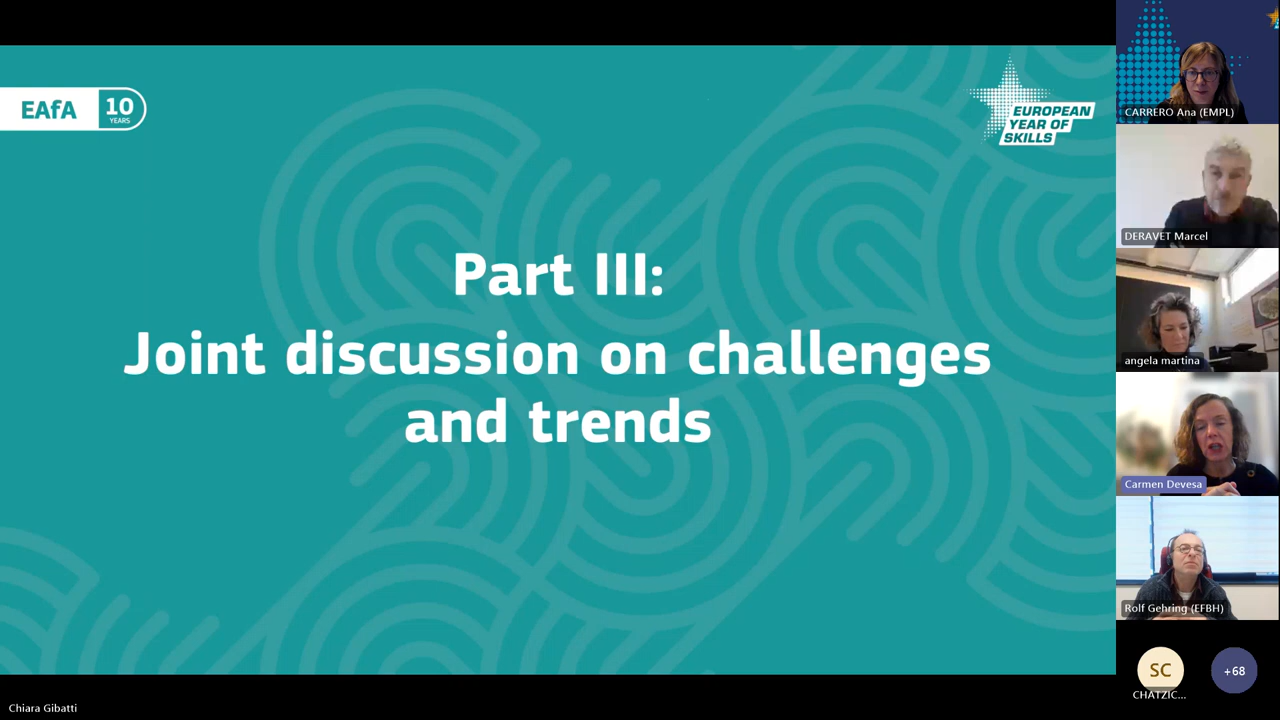 EAfA
10
YEARS
EUROPEAN
YEAR OF
SKILLS
Part III:
Joint discussion on challenges
and trends
CARRERO Ana (EMPL)
DERAVET Marcel
angela martina
Carmen Devesa
Rolf Gehring (EFBH)
SC
CHATZIC...
+68
Chiara Gibatti